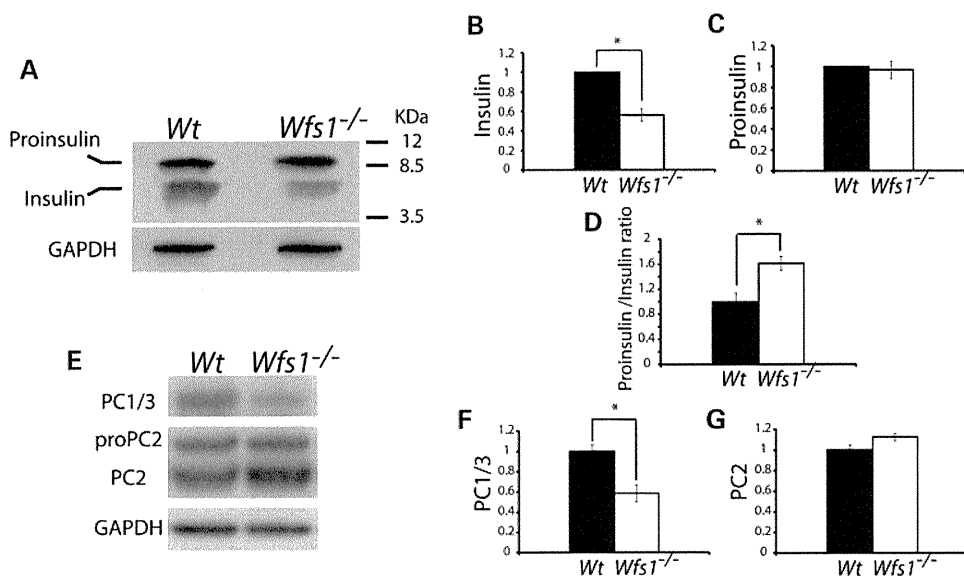 A
Wt Wfs1-/- KDa
Proinsulin
Insulin
12
8.5
3.5
GAPDH
B
*
1.2
1
0.8
0.6
0.4
0.2
0
Insulin
Wt Wfs1-/-
C
1.2
1
0.8
0.6
0.4
0.2
0
Proinsulin
Wt Wfs1-/-
D
*
2
1.6
1.2
0.8
0.4
0
Proinsulin /Insulin ratio
Wt Wfs1-/-
E
Wt Wfs1-/-
PC1/3
proPC2
PC2
GAPDH
F
*
1.2
1
0.8
0.6
0.4
0.2
0
PC1/3
Wt Wfs1-/-
G
1.2
1
0.8
0.6
0.4
0.2
0
PC2
Wt Wfs1-/-